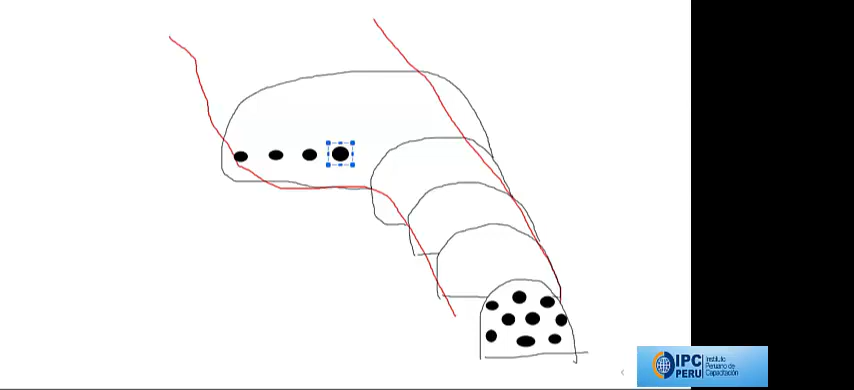 IPC
PERU
Instituto
Peruano de
Capacitación